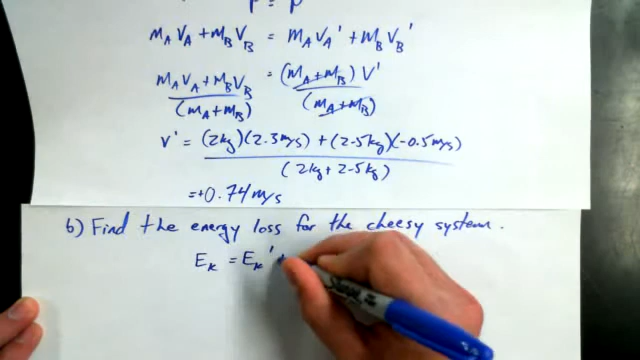 P = P
m_A V_A + m_B V_B = m_A V_A' + m_B V_B'
m_A V_A + m_B V_B / (m_A + m_B) = (m_A + m_B) V' / (m_A + m_B)
V' = (2kg)(2.3m/s) + (2.5kg)(-0.5m/s) / (2kg + 2.5kg)
= +0.74 m/s
b) Find the energy loss for the cheesy system.
E_k = E_k' +
Sharpie